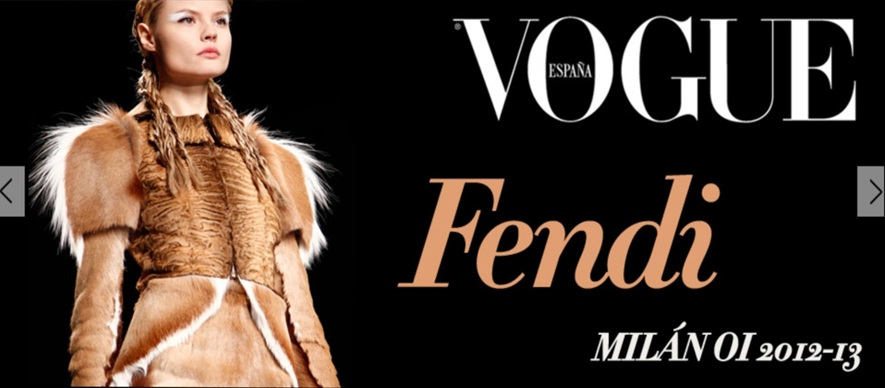 VOGUE
ESPAÑA
Fendi
MILÁN OI 2012-13